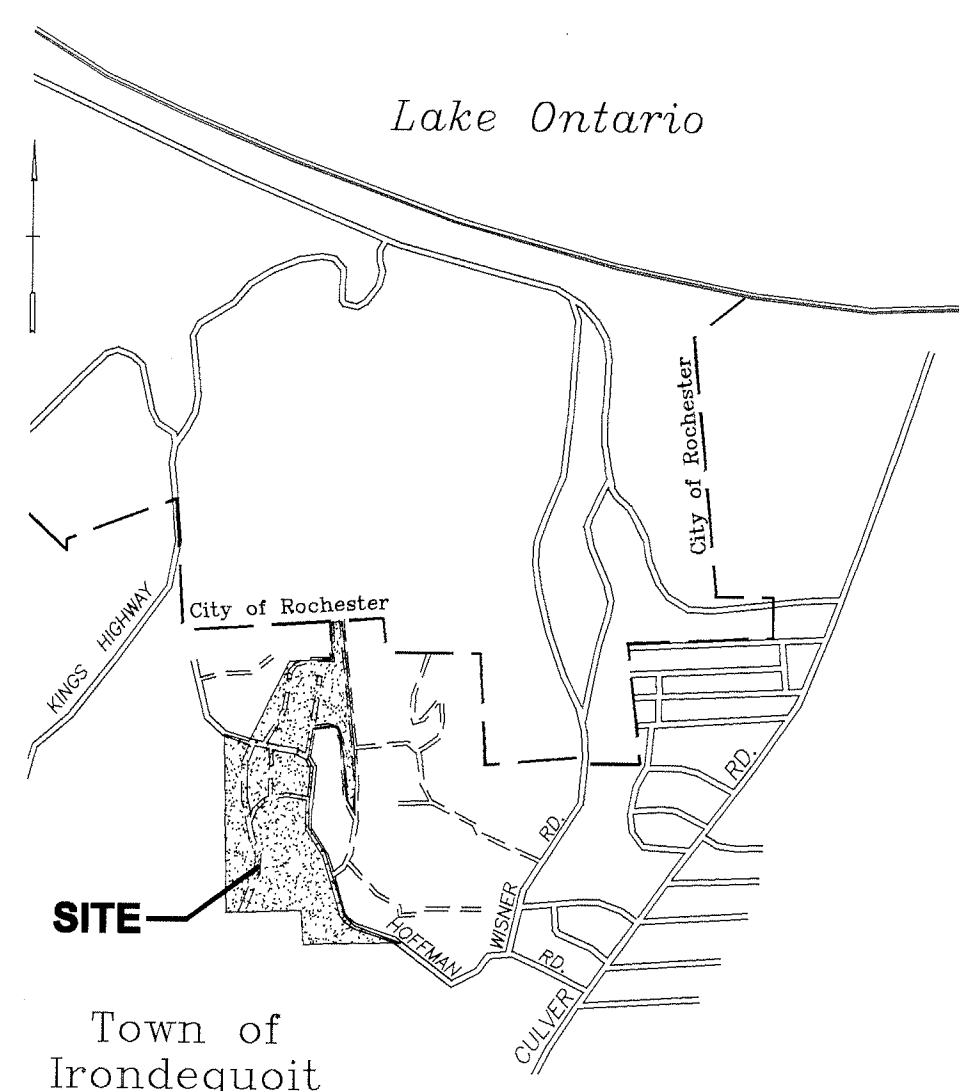 Lake Ontario
City of Rochester
KINGS HIGHWAY
City of Rochester
RD.
RD.
WISNER
SITE
HOFFMAN
RD.
CULVER
Town of
Irondequoit